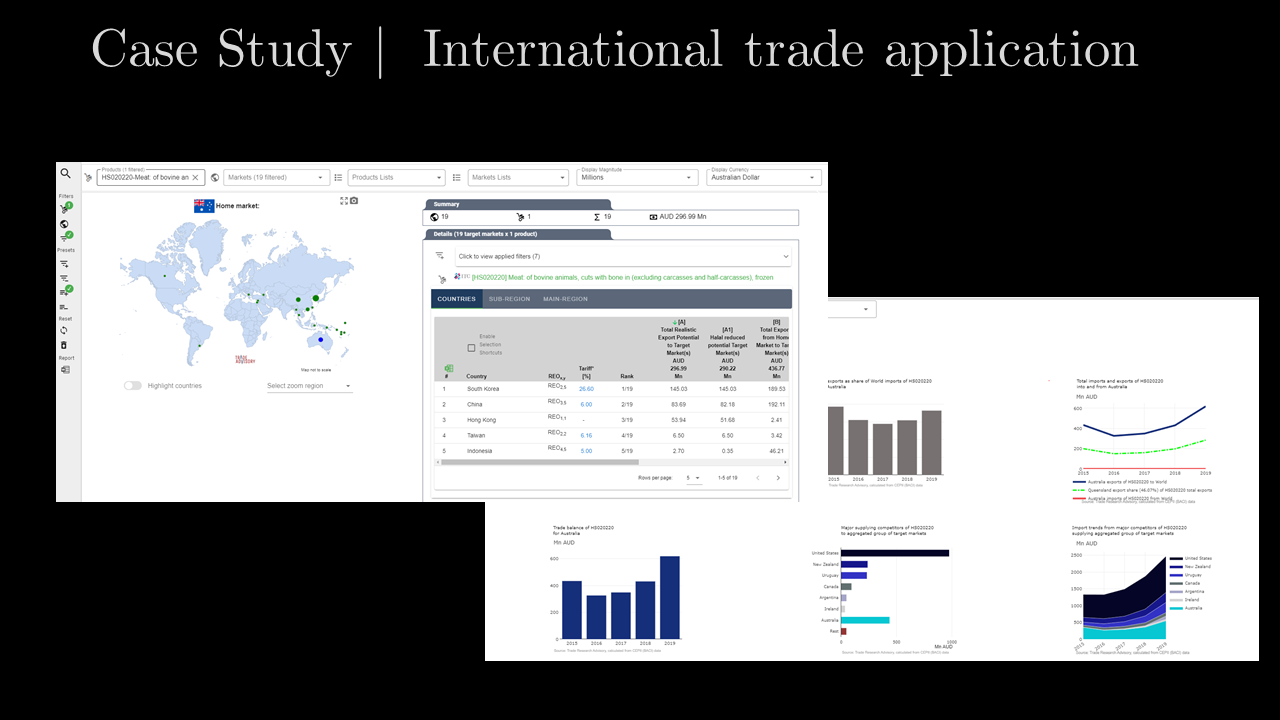 Case Study | International trade application
Products (1 filtered)
HS020220-Meat: of bovine an
Markets (19 filtered)
Products Lists
Markets Lists
Display Magnitude
Millions
Display Currency
Australian Dollar
Filters
Presets
Reset
Report
Home market:
TRADE
ADVISORY
Map not to scale
Highlight countries
Select zoom region
Summary
19
1
19
AUD 296.99 Mn
Details (19 target markets x 1 product)
Click to view applied filters (7)
[HS020220] Meat: of bovine animals, cuts with bone in (excluding carcasses and half-carcasses), frozen
COUNTRIES SUB-REGION MAIN-REGION
Enable
Selection
Shortcuts
# Country REO Tariff* [%] Rank
[A]
Total Realistic
Export Potential
to Target
Market(s)
AUD
296.99
Mn
[A1]
Halal reduced
potential Target
Market(s)
AUD
290.22
Mn
[B]
Total Expor
from Home
Market to Tar
Market(s)
AUD
436.77
Mn
1 South Korea REO2,5 26.60 1/19 145.03 145.03 189.53
2 China REO3,5 6.00 2/19 83.69 82.18 192.11
3 Hong Kong REO1,1 - 3/19 53.94 51.68 2.41
4 Taiwan REO2,2 6.16 4/19 6.50 6.50 3.42
5 Indonesia REO4,5 5.00 5/19 2.70 0.35 46.21
Rows per page: 5 1-5 of 19
exports as share of World imports of HS020220
Australia
2015 2016 2017 2018 2019
Source: Trade Research Advisory, calculated from CEPII (BACI) data
Total imports and exports of HS020220
into and from Australia
Mn AUD
600
400
200
0
2015 2016 2017 2018 2019
Australia exports of HS020220 to World
Queensland export share (46.07%) of HS020220 total exports
Australia imports of HS020220 from World
Source: Trade Research Advisory, calculated from CEPII (BACI) data
Trade balance of HS020220
for Australia
Mn AUD
600
400
200
0
2015 2016 2017 2018 2019
Source: Trade Research Advisory, calculated from CEPII (BACI) data
Major supplying competitors of HS020220
to aggregated group of target markets
United States
New Zealand
Uruguay
Canada
Argentina
Ireland
Australia
Rest
0 500 1000
Mn AUD
Source: Trade Research Advisory, calculated from CEPII (BACI) data
Import trends from major competitors of HS020220
supplying aggregated group of target markets
Mn AUD
2500
2000
1500
1000
500
0
2015 2016 2017 2018 2019
United States
New Zealand
Uruguay
Canada
Argentina
Ireland
Australia
Source: Trade Research Advisory, calculated from CEPII (BACI) data